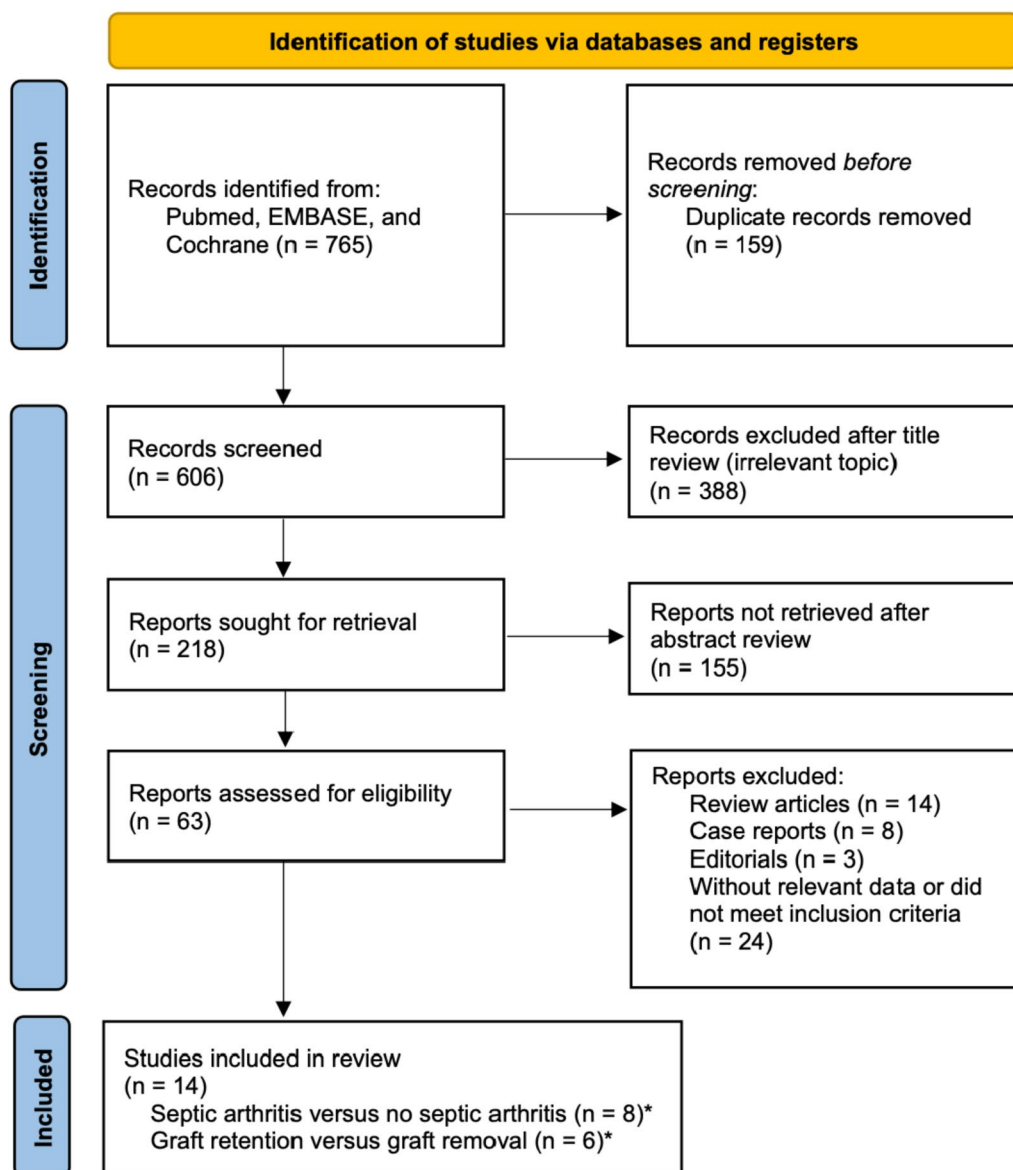 Identification of studies via databases and registers
Identification
Records identified from:
Pubmed, EMBASE, and
Cochrane (n = 765)
Records removed before
screening:
Duplicate records removed
(n = 159)
Screening
Records screened
(n = 606)
Records excluded after title
review (irrelevant topic)
(n = 388)
Reports sought for retrieval
(n = 218)
Reports not retrieved after
abstract review
(n = 155)
Reports assessed for eligibility
(n = 63)
Reports excluded:
Review articles (n = 14)
Case reports (n = 8)
Editorials (n = 3)
Without relevant data or did
not meet inclusion criteria
(n = 24)
Included
Studies included in review
(n = 14)
Septic arthritis versus no septic arthritis (n = 8)*
Graft retention versus graft removal (n = 6)*